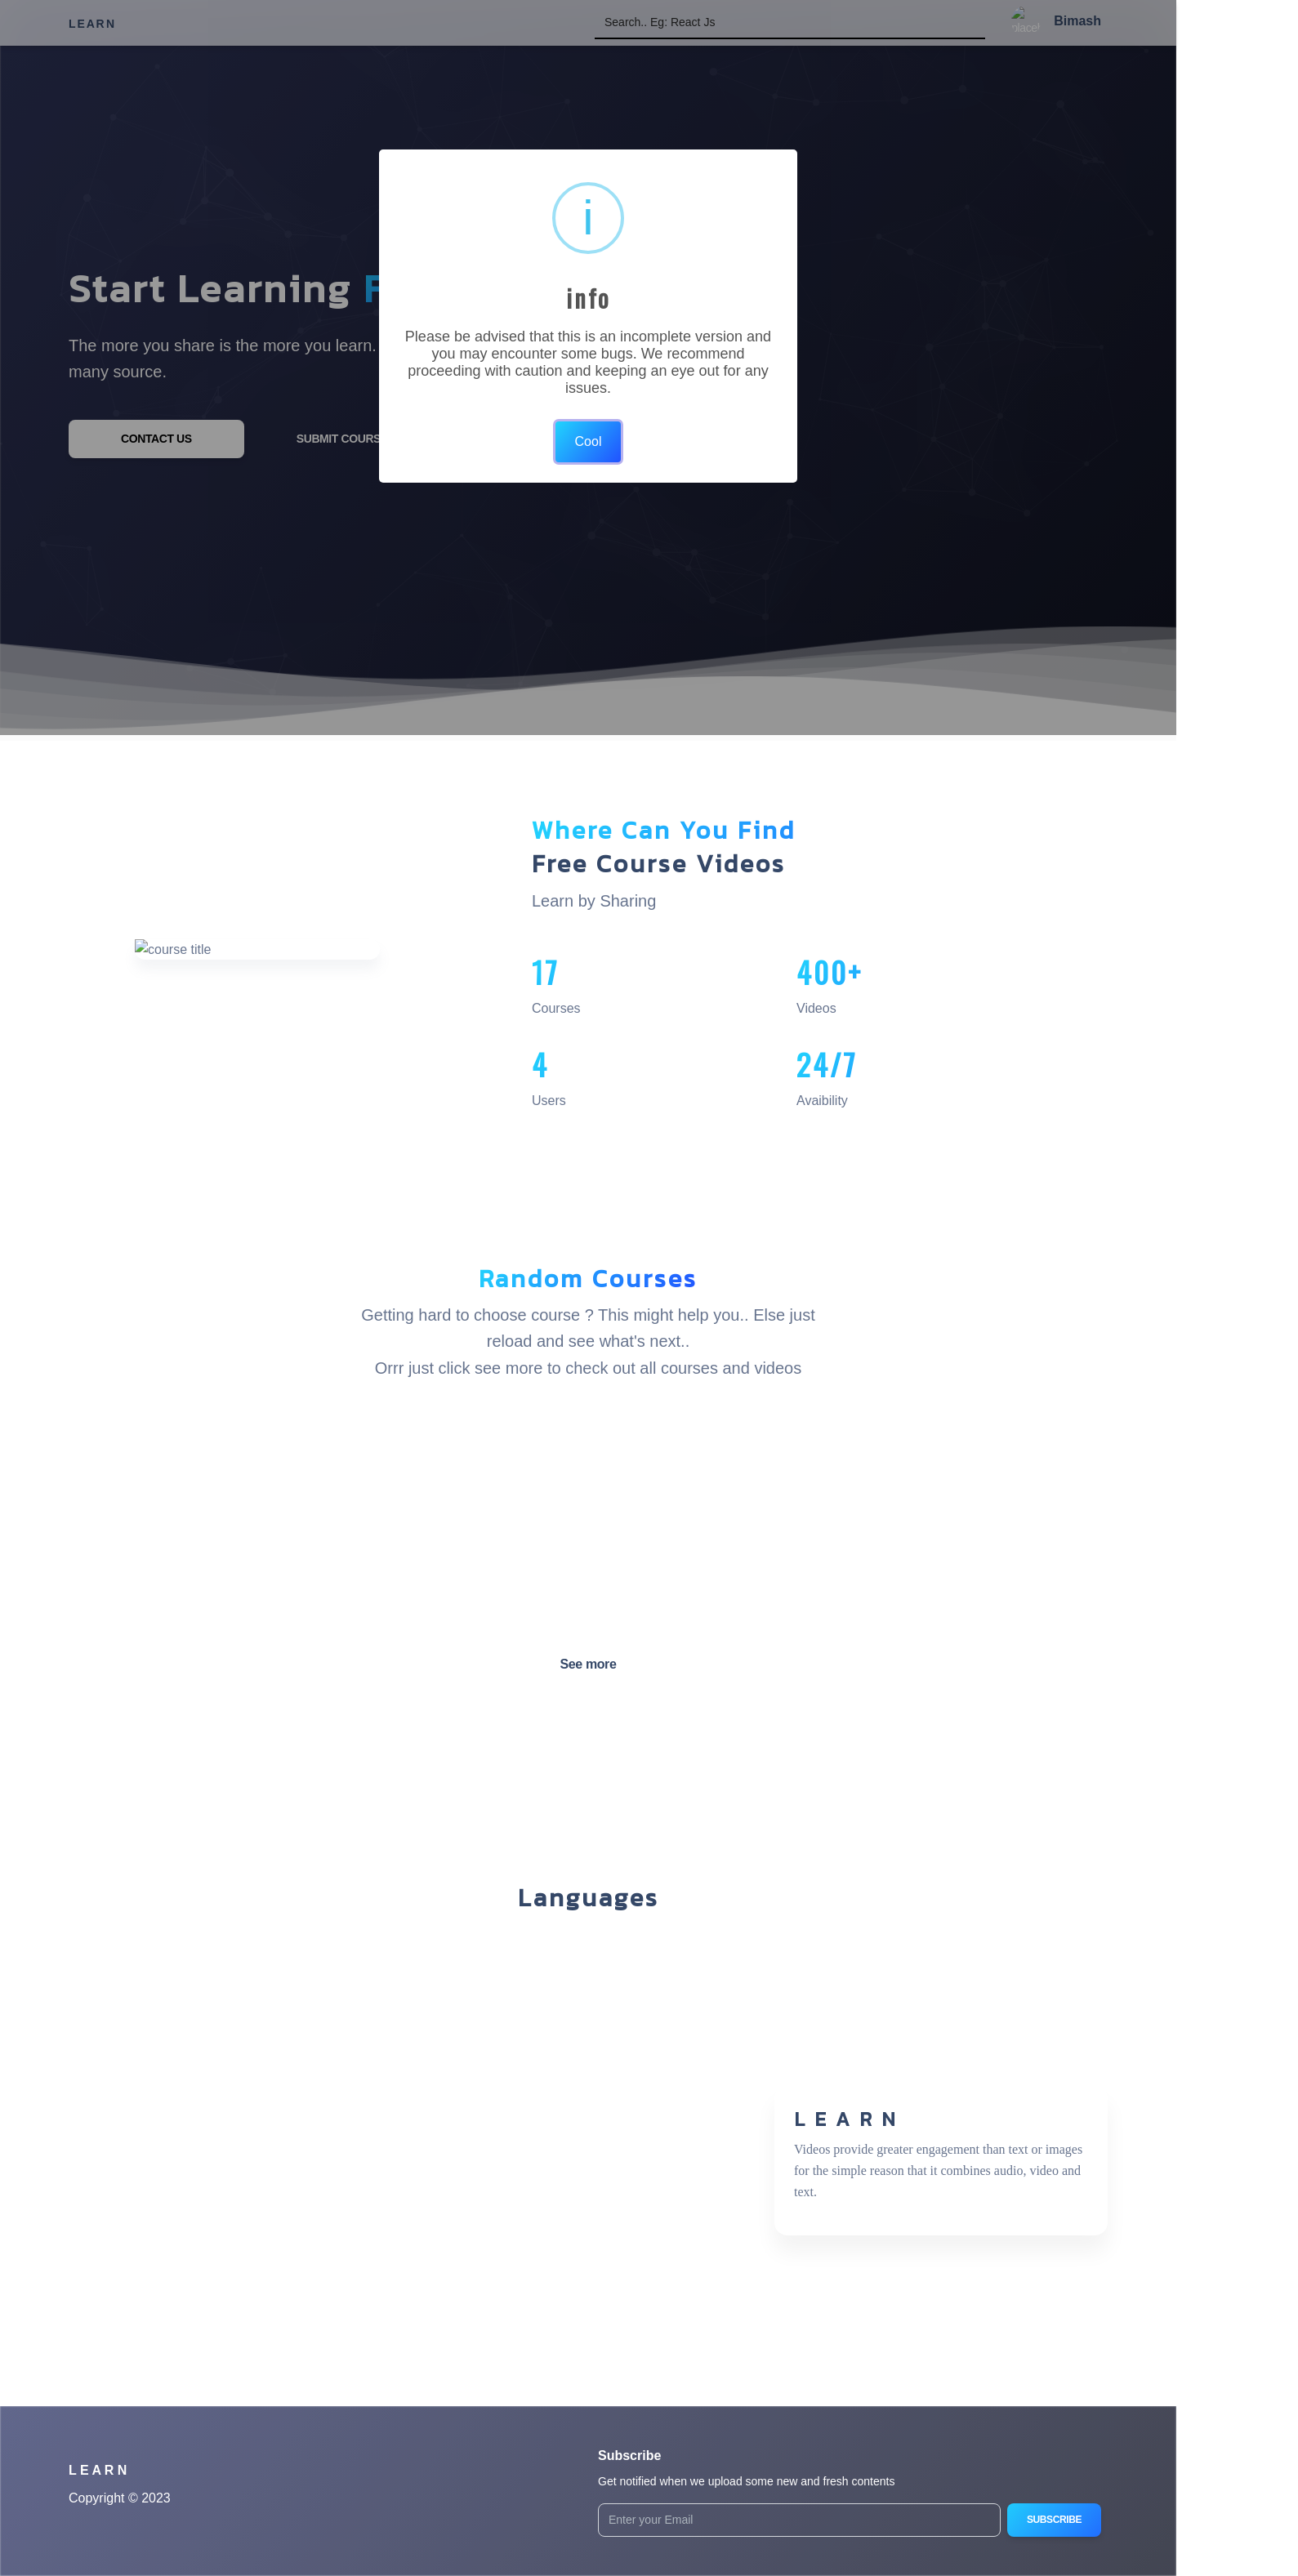 LEARN
Search.. Eg: React Js
Bimash
info
Please be advised that this is an incomplete version and
you may encounter some bugs. We recommend
proceeding with caution and keeping an eye out for any
issues.
Cool
Start Learning
The more you share is the more you learn.
many source.
CONTACT US
SUBMIT COURS
Where Can You Find
Free Course Videos
Learn by Sharing
course title
17
Courses
400+
Videos
4
Users
24/7
Avaibility
Random Courses
Getting hard to choose course ? This might help you.. Else just
reload and see what's next..
Orrr just click see more to check out all courses and videos
See more
Languages
LEARN
Videos provide greater engagement than text or images
for the simple reason that it combines audio, video and
text.
LEARN
Copyright © 2023
Subscribe
Get notified when we upload some new and fresh contents
Enter your Email
SUBSCRIBE